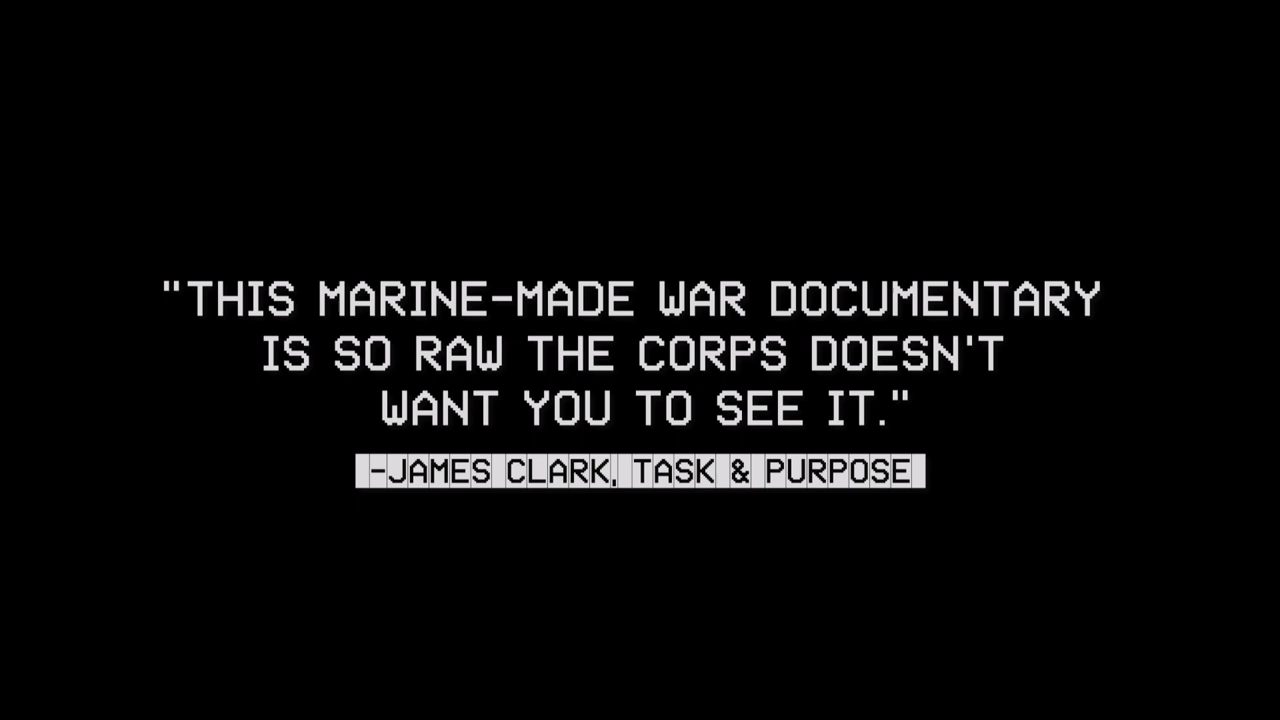 "THIS MARINE-MADE WAR DOCUMENTARY
IS SO RAW THE CORPS DOESN'T
WANT YOU TO SEE IT."
-JAMES CLARK, TASK & PURPOSE